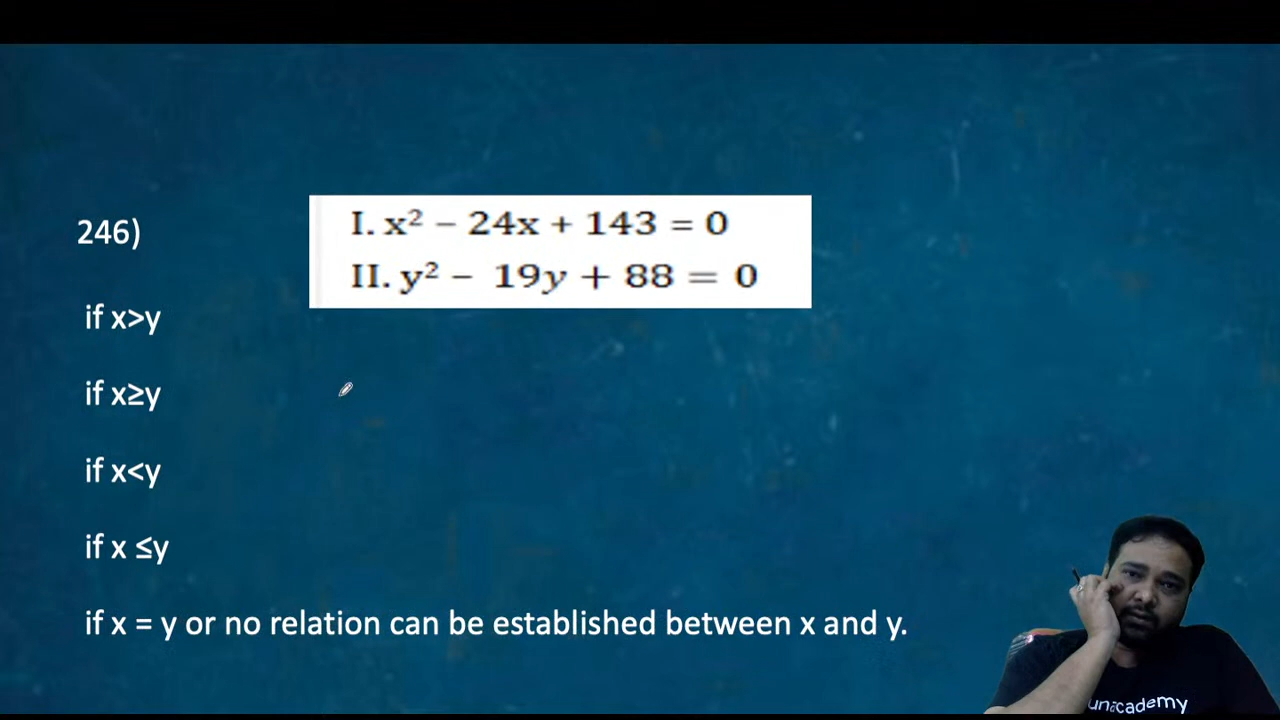 246)
I. x² − 24x + 143 = 0
II. y² − 19y + 88 = 0
if x>y
if x≥y
if x<y
if x ≤y
if x = y or no relation can be established between x and y.
unacademy